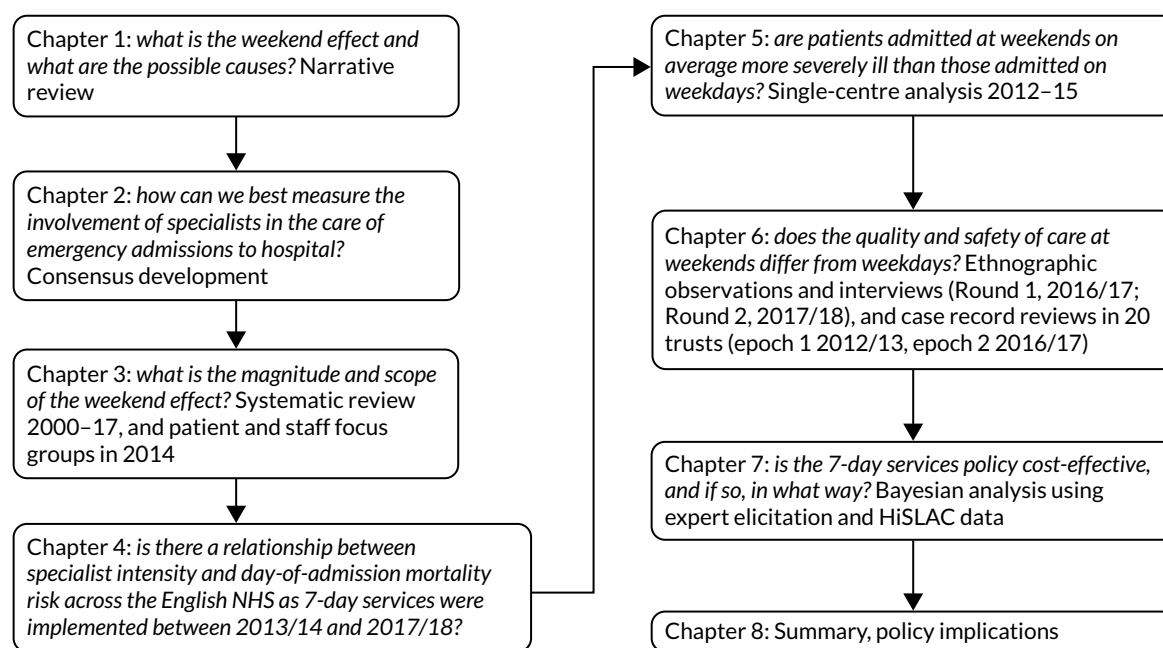 Chapter 1: what is the weekend effect and
what are the possible causes? Narrative
review
Chapter 2: how can we best measure the
involvement of specialists in the care of
emergency admissions to hospital?
Consensus development
Chapter 3: what is the magnitude and scope
of the weekend effect? Systematic review
2000–17, and patient and staff focus
groups in 2014
Chapter 4: is there a relationship between
specialist intensity and day-of-admission mortality
risk across the English NHS as 7-day services were
implemented between 2013/14 and 2017/18?
Chapter 5: are patients admitted at weekends on
average more severely ill than those admitted on
weekdays? Single-centre analysis 2012–15
Chapter 6: does the quality and safety of care at
weekends differ from weekdays? Ethnographic
observations and interviews (Round 1, 2016/17;
Round 2, 2017/18), and case record reviews in 20
trusts (epoch 1 2012/13, epoch 2 2016/17)
Chapter 7: is the 7-day services policy cost-effective,
and if so, in what way? Bayesian analysis using
expert elicitation and HiSLAC data
Chapter 8: Summary, policy implications